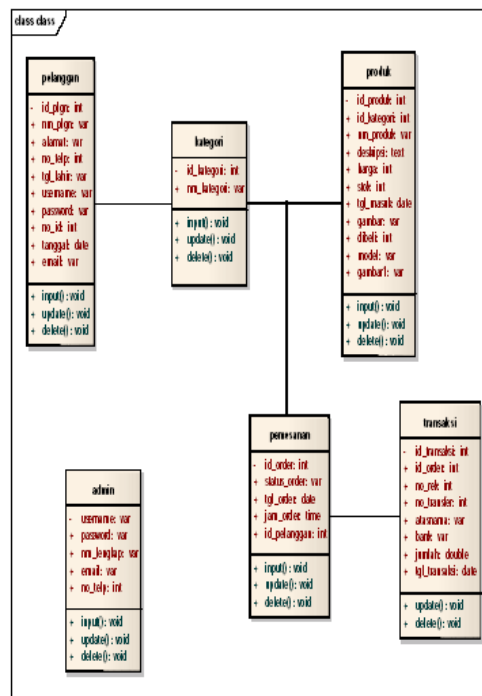 class class
pelanggan
- id_plgn: int
+ nm_plgn: var
+ alamat: var
+ no_telp: int
+ tgl_lahir: var
+ username: var
+ password: var
+ no_id: int
+ tanggal: date
+ email: var
+ input() : void
+ update() : void
+ delete() : void
kategori
- id_kategori: int
+ nm_kategori: var
+ input() : void
+ update() : void
+ delete() : void
produk
- id_produk: int
+ id_kategori: int
+ nm_produk: var
+ deskripsi: text
+ harga: int
+ stok: int
+ tgl_masuk: date
+ gambar: var
+ dibeli: int
+ model: var
+ gambar1: var
+ input() : void
+ update() : void
+ delete() : void
pemesanan
- id_order: int
+ status_order: var
+ tgl_order: date
+ jam_order: time
+ id_pelanggan: int
+ input() : void
+ update() : void
+ delete() : void
transaksi
- id_transaksi: int
+ id_order: int
+ no_rek: int
+ no_transfer: int
+ atasnama: var
+ bank: var
+ jumlah: double
+ tgl_transaksi: date
+ update() : void
+ delete() : void
admin
- username: var
+ password: var
+ nm_lengkap: var
+ email: var
+ no_telp: int
+ input() : void
+ update() : void
+ delete() : void